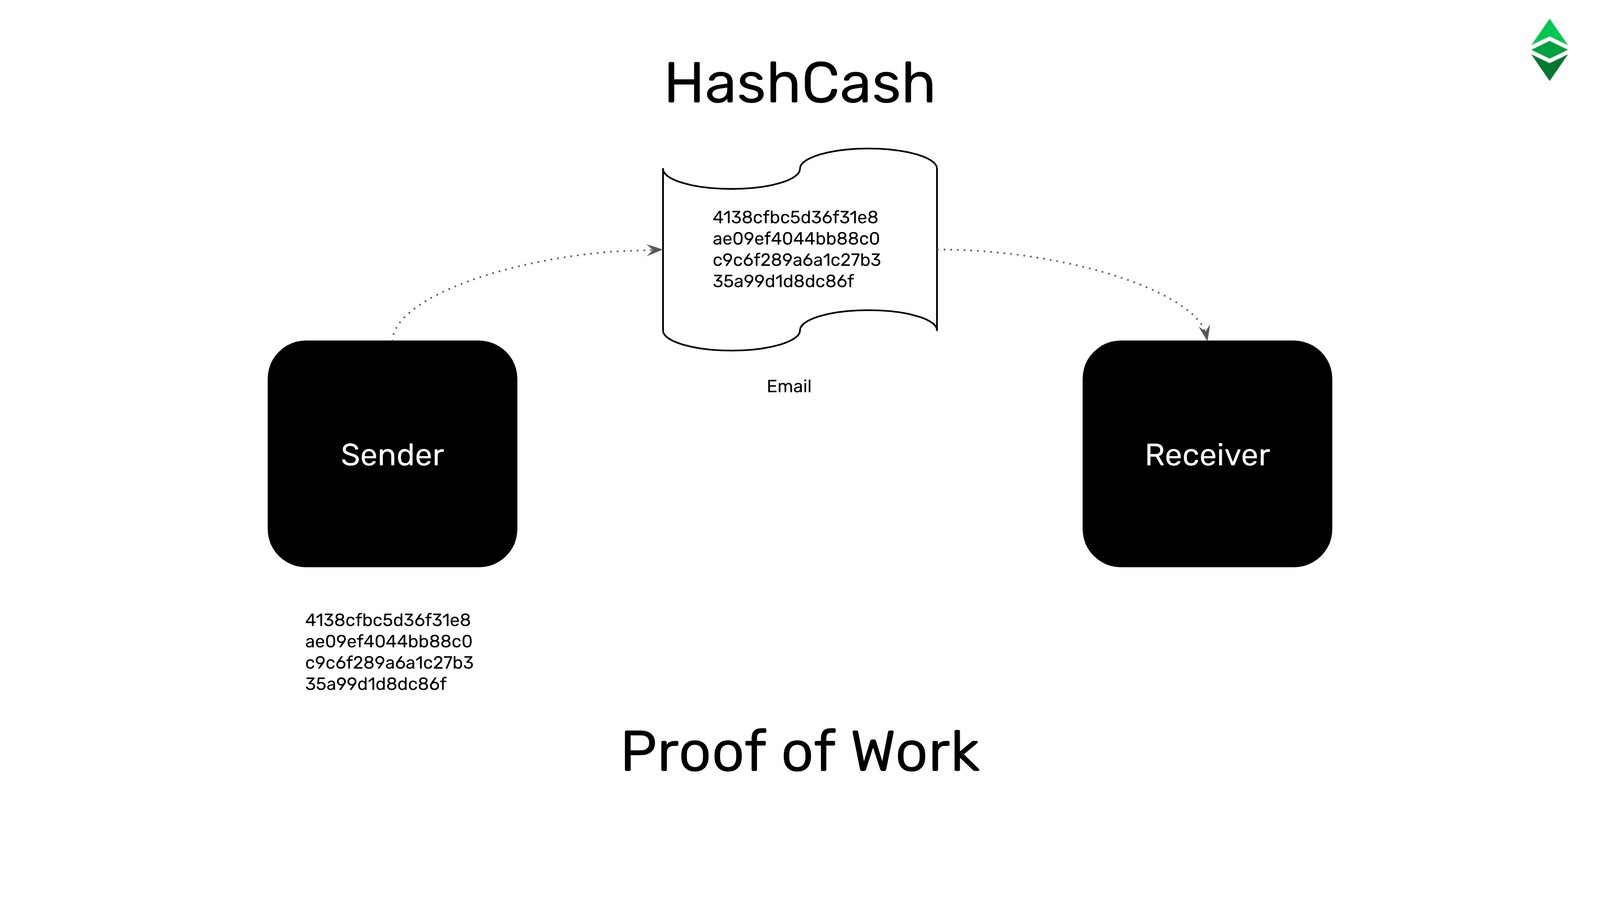 HashCash
4138cfbc5d36f31e8
ae09ef4044bb88c0
c9c6f289a6a1c27b3
35a99d1d8dc86f
Email
Sender
Receiver
4138cfbc5d36f31e8
ae09ef4044bb88c0
c9c6f289a6a1c27b3
35a99d1d8dc86f
Proof of Work